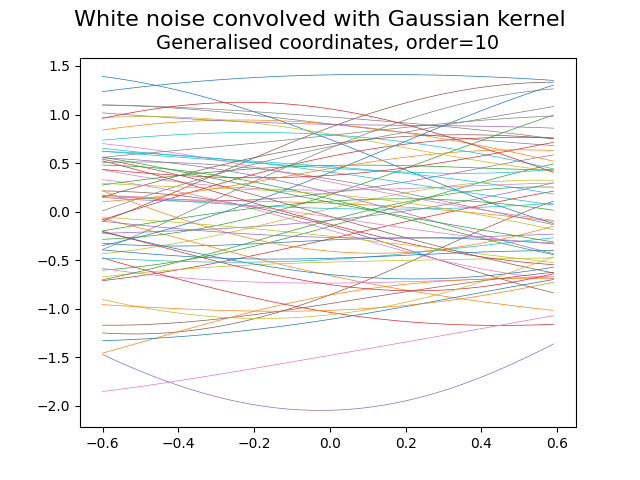 White noise convolved with Gaussian kernel
Generalised coordinates, order=10
1.5
1.0
0.5
0.0
−0.5
−1.0
−1.5
−2.0
−0.6 −0.4 −0.2 0.0 0.2 0.4 0.6